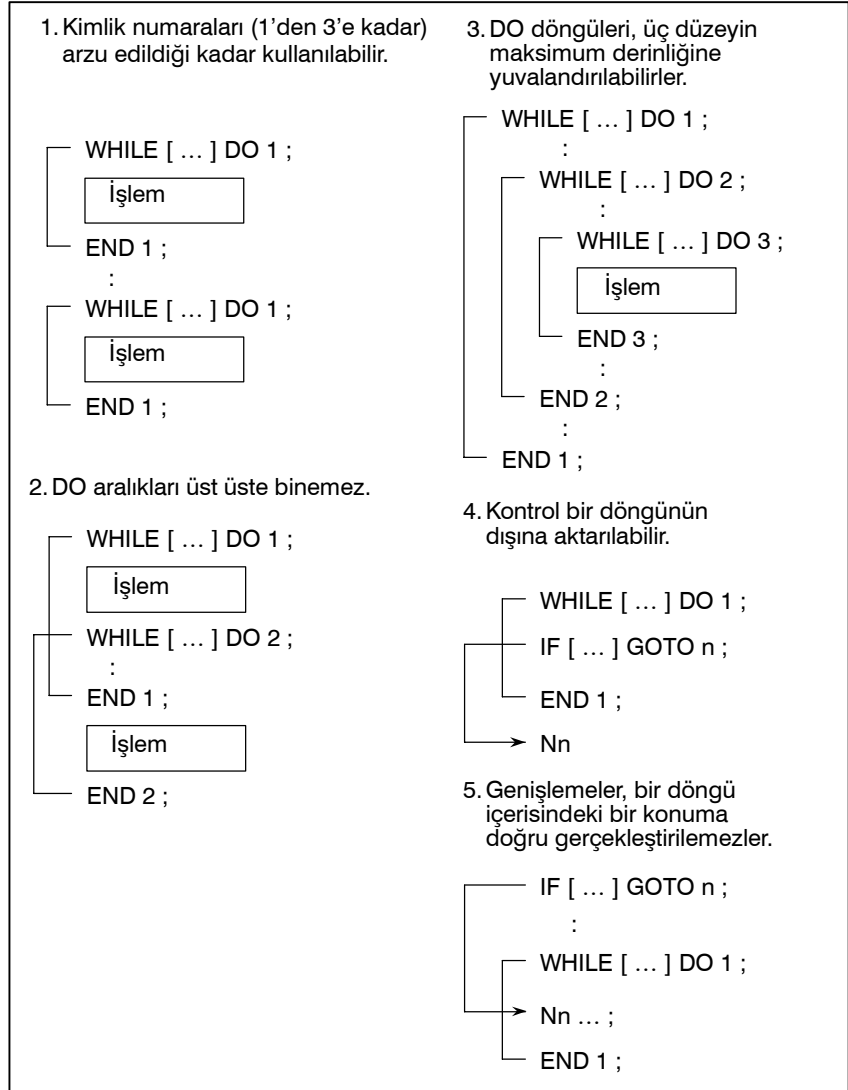 1. Kimlik numaraları (1'den 3'e kadar)
arzu edildiği kadar kullanılabilir.
WHILE [ … ] DO 1 ;
İşlem
END 1 ;
:
WHILE [ … ] DO 1 ;
İşlem
END 1 ;
2. DO aralıkları üst üste binemez.
WHILE [ … ] DO 1 ;
İşlem
WHILE [ … ] DO 2 ;
:
END 1 ;
İşlem
END 2 ;
3. DO döngüleri, üç düzeyin
maksimum derinliğine
yuvalandırılabilirler.
WHILE [ … ] DO 1 ;
:
WHILE [ … ] DO 2 ;
:
WHILE [ … ] DO 3 ;
İşlem
END 3 ;
:
END 2 ;
:
END 1 ;
4. Kontrol bir döngünün
dışına aktarılabilir.
WHILE [ … ] DO 1 ;
IF [ … ] GOTO n ;
END 1 ;
Nn
5. Genişlemeler, bir döngü
içerisindeki bir konuma
doğru gerçekleştirilemezler.
IF [ … ] GOTO n ;
:
WHILE [ … ] DO 1 ;
Nn … ;
END 1 ;